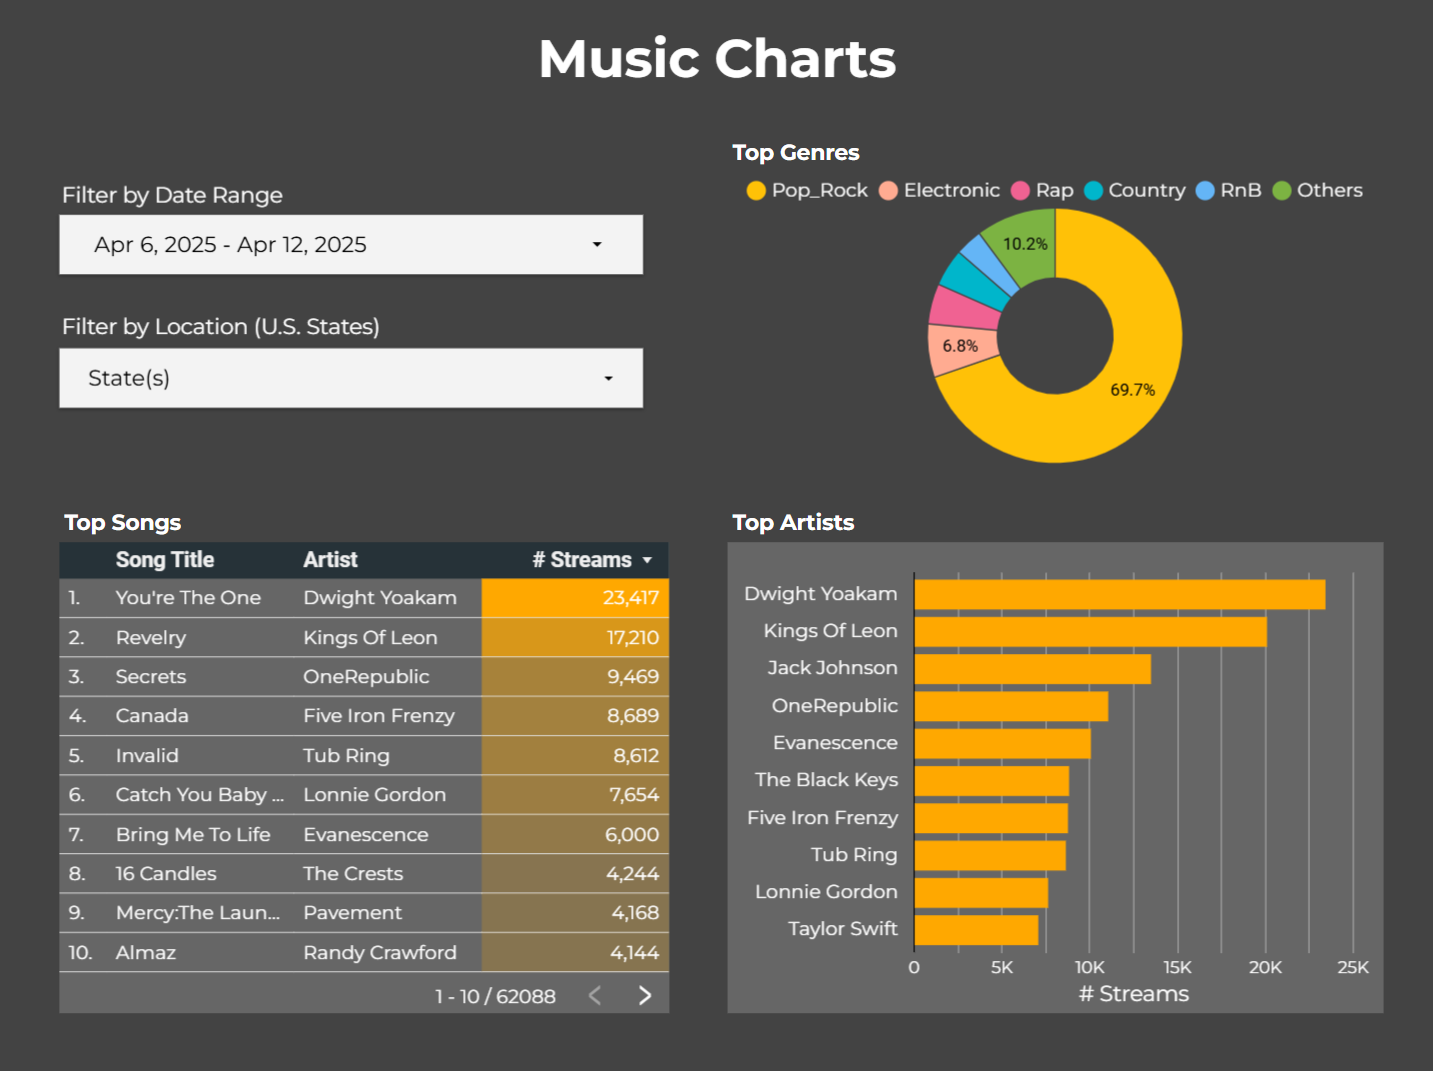 Music Charts
Filter by Date Range
Apr 6, 2025 - Apr 12, 2025
Filter by Location (U.S. States)
State(s)
Top Genres
Pop_Rock Electronic Rap Country RnB Others
10.2%
6.8%
69.7%
Top Songs
Song Title Artist # Streams
1. You're The One Dwight Yoakam 23,417
2. Revelry Kings Of Leon 17,210
3. Secrets OneRepublic 9,469
4. Canada Five Iron Frenzy 8,689
5. Invalid Tub Ring 8,612
6. Catch You Baby ... Lonnie Gordon 7,654
7. Bring Me To Life Evanescence 6,000
8. 16 Candles The Crests 4,244
9. Mercy:The Laun... Pavement 4,168
10. Almaz Randy Crawford 4,144
1 - 10 / 62088
Top Artists
Dwight Yoakam
Kings Of Leon
Jack Johnson
OneRepublic
Evanescence
The Black Keys
Five Iron Frenzy
Tub Ring
Lonnie Gordon
Taylor Swift
0 5K 10K 15K 20K 25K
# Streams